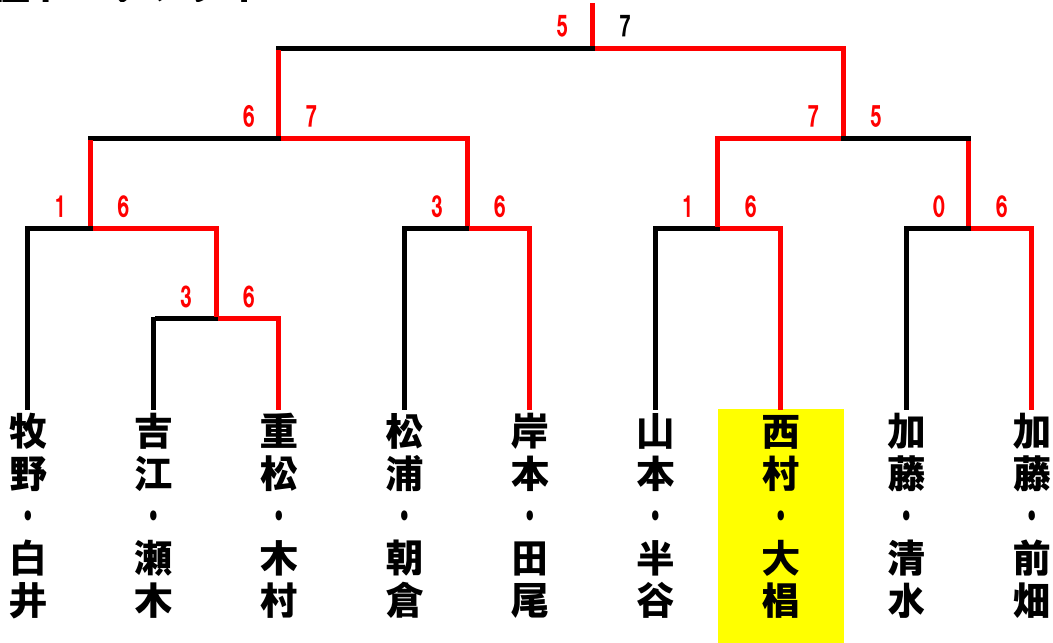 5 7
6 7 7 5
1 6 3 6 1 6 0 6
3 6
牧野・白井
吉江・瀬木
重松・木村
松浦・朝倉
岸本・田尾
山本・半谷
西村・大椙
加藤・清水
加藤・前畑